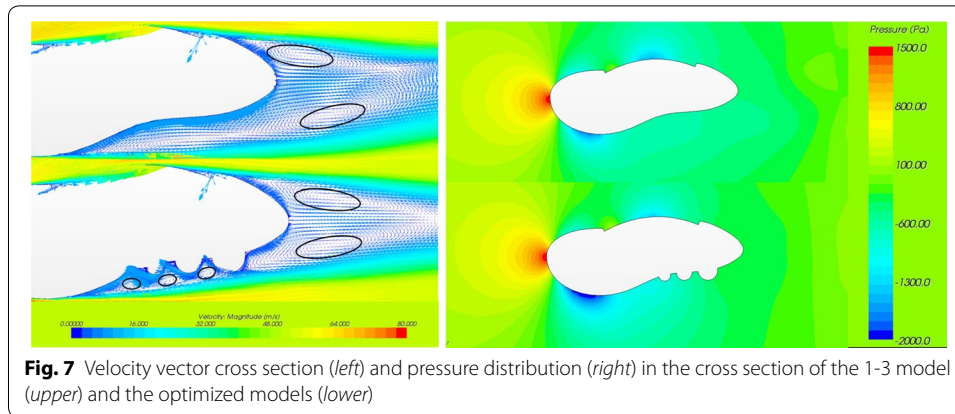 Pressure (Pa)
1500.0
800.00
100.00
-600.00
-1300.0
-2000.0
Velocity: Magnitude (m/s)
0.00000 16.000 32.000 48.000 64.000 80.000
Fig. 7 Velocity vector cross section (left) and pressure distribution (right) in the cross section of the 1-3 model
(upper) and the optimized models (lower)